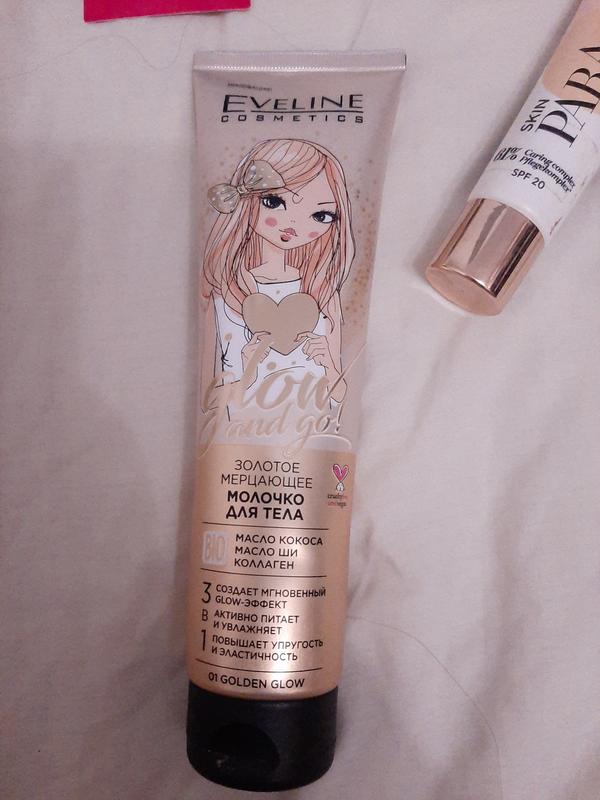 EVELINE
COSMETICS
glow
and go!
ЗОЛОТОЕ
МЕРЦАЮЩЕЕ
МОЛОЧКО
ДЛЯ ТЕЛА
BIO
МАСЛО КОКОСА
МАСЛО ШИ
КОЛЛАГЕН
3 В 1
СОЗДАЕТ МГНОВЕННЫЙ
GLOW-ЭФФЕКТ
АКТИВНО ПИТАЕТ
И УВЛАЖНЯЕТ
ПОВЫШАЕТ УПРУГОСТЬ
И ЭЛАСТИЧНОСТЬ
01 GOLDEN GLOW
SKIN
PARA
Caring complex
Pflegekomplex
SPF 20